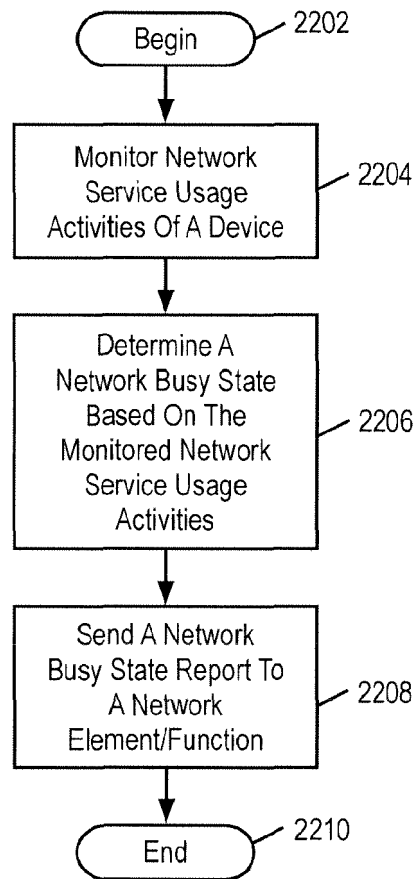 Begin
2202
Monitor Network
Service Usage
Activities Of A Device
2204
Determine A
Network Busy State
Based On The
Monitored Network
Service Usage
Activities
2206
Send A Network
Busy State Report To
A Network
Element/Function
2208
End
2210